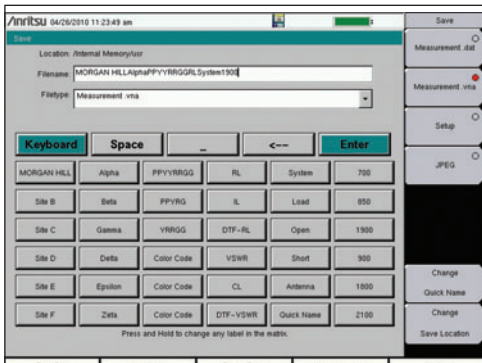 Anritsu 04/26/2010 11:23:49 am
Save
Save
Location: /Internal Memory/usr
Filename: MORGAN HILLAlphaPPYYRRGGRLSystem1900
Filetype: Measurement .vna
Keyboard Space _ <-- Enter
MORGAN HILL Alpha PPYYRRGG RL System 700
Site B Beta PPYRG IL Load 850
Site C Gamma YRRGG DTF-RL Open 1900
Site D Delta Color Code VSWR Short 900
Site E Epsilon Color Code CL Antenna 1800
Site F Zeta Color Code DTF-VSWR Quick Name 2100
Press and Hold to change any label in the matrix.
Measurement .dat
Measurement .vna
Setup
JPEG
Change
Quick Name
Change
Save Location